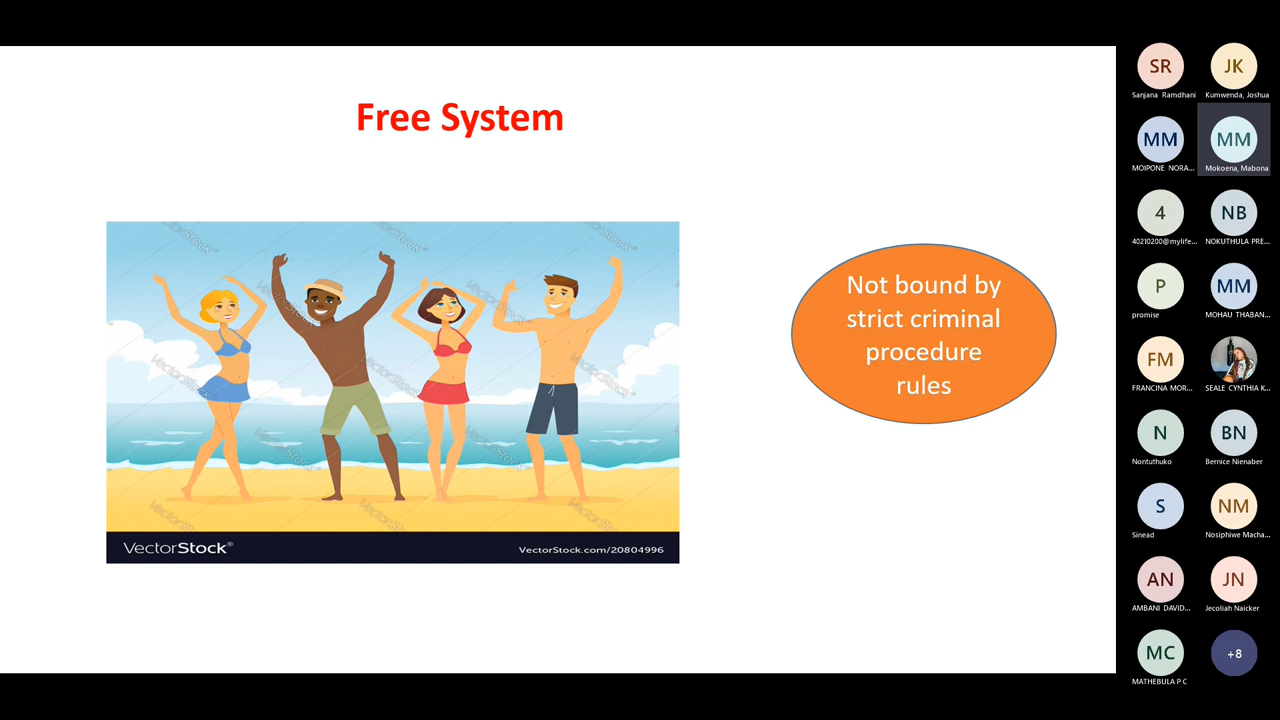 Free System
Not bound by
strict criminal
procedure
rules
VectorStock®
VectorStock.com/20804996
SR
Sanjana Ramdhani
JK
Kumwenda, Joshua
MM
MOIPONE NORA...
MM
Mokoena, Mabona
4
40210200@mylife...
NB
NOKUTHULA PRE...
P
promise
MM
MOHAU THABAN...
FM
FRANCINA MOR...
SEALE CYNTHIA K...
N
Nontuthuko
BN
Bernice Nienaber
S
Sinead
NM
Nosiphiwe Macha...
AN
AMBANI DAVID...
JN
Jecoliah Naicker
MC
MATHEBULA P C
+8